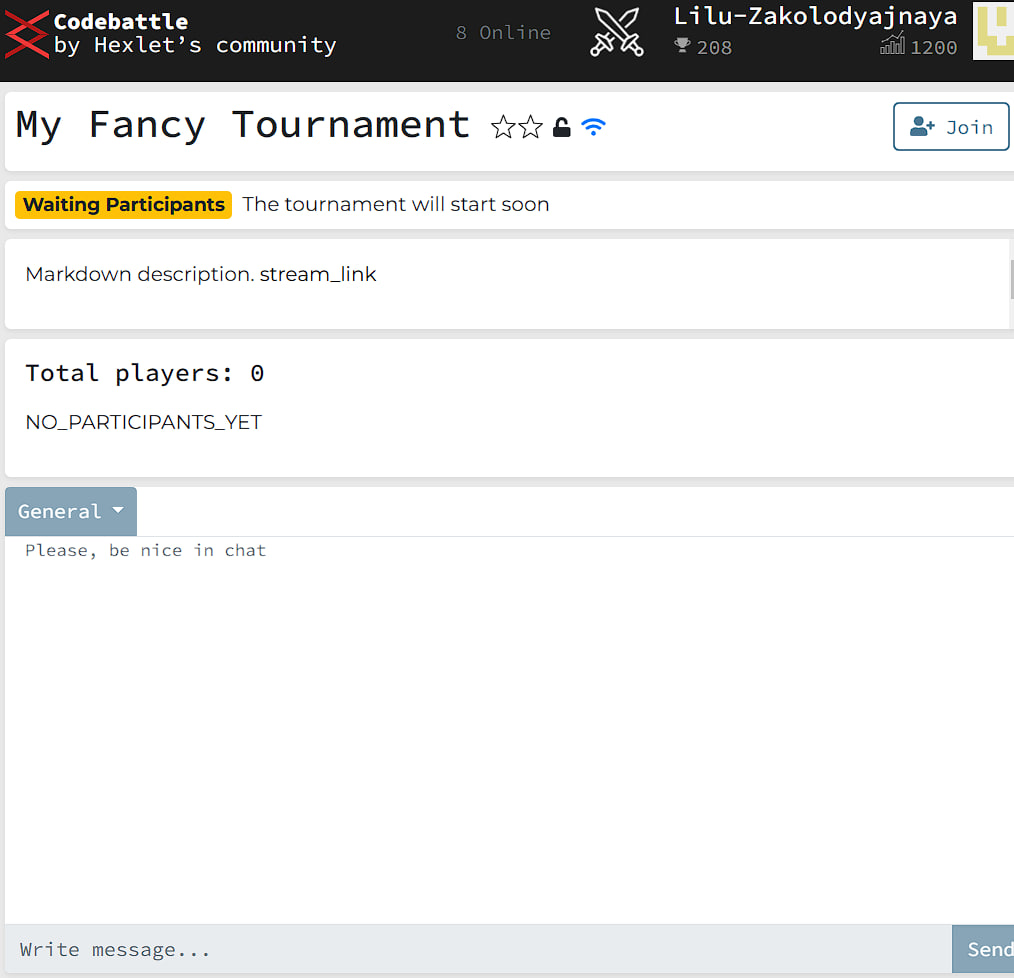 Codebattle
by Hexlet's community
8 Online
Lilu-Zakolodyajnaya
208
1200
My Fancy Tournament
Join
Waiting Participants The tournament will start soon
Markdown description. stream_link
Total players: 0
NO_PARTICIPANTS_YET
General
Please, be nice in chat
Write message...
Send